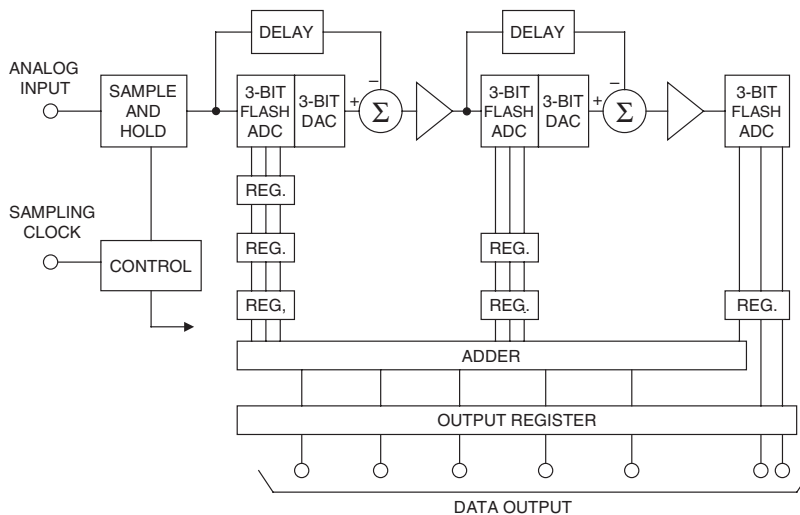 DELAY
DELAY
ANALOG
INPUT
SAMPLE
AND
HOLD
3-BIT
FLASH
ADC
3-BIT
DAC
+
−
Σ
3-BIT
FLASH
ADC
3-BIT
DAC
+
−
Σ
3-BIT
FLASH
ADC
REG.
SAMPLING
CLOCK
CONTROL
REG.
REG.
REG,
REG.
REG.
ADDER
OUTPUT REGISTER
DATA OUTPUT